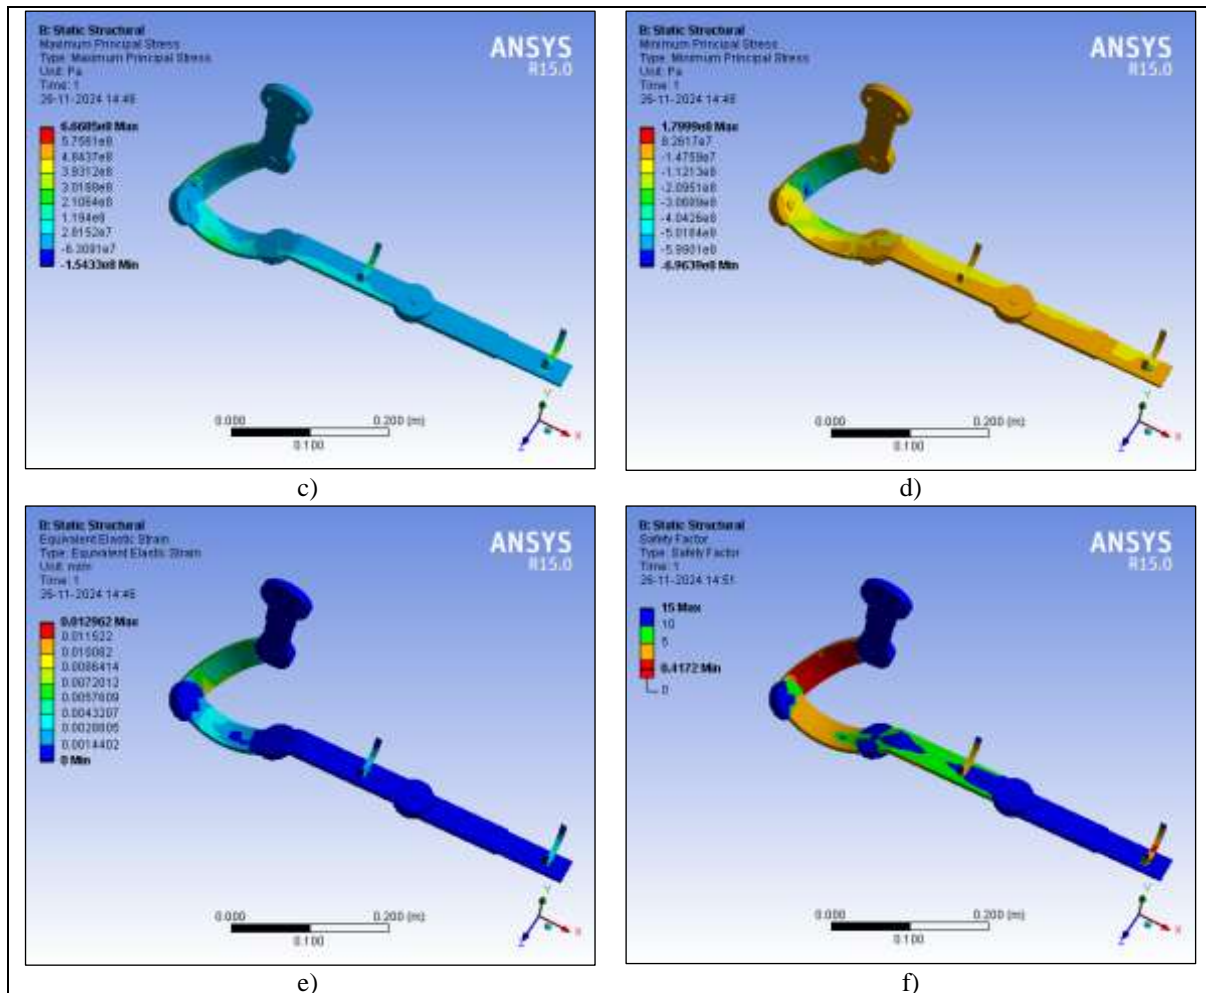 B: Static Structural
Maximum Principal Stress
Type: Maximum Principal Stress
Unit: Pa
Time: 1
26-11-2024 14:48
6.6685e8 Max
5.7561e8
4.8437e8
3.9312e8
3.0188e8
2.1064e8
1.194e8
2.8152e7
-6.3091e7
-1.5433e8 Min
ANSYS
R15.0
0.000
0.200 (m)
0.100
Y
X
Z
c)
B: Static Structural
Minimum Principal Stress
Type: Minimum Principal Stress
Unit: Pa
Time: 1
26-11-2024 14:48
1.7999e8 Max
8.2617e7
-1.4759e7
-1.1213e8
-2.0951e8
-3.0689e8
-4.0426e8
-5.0164e8
-5.9901e8
-6.9639e8 Min
ANSYS
R15.0
0.000
0.200 (m)
0.100
Y
X
Z
d)
B: Static Structural
Equivalent Elastic Strain
Type: Equivalent Elastic Strain
Unit: m/m
Time: 1
26-11-2024 14:46
0.012962 Max
0.011522
0.010082
0.0086414
0.0072012
0.0057609
0.0043207
0.0028805
0.0014402
0 Min
ANSYS
R15.0
0.000
0.200 (m)
0.100
Y
X
Z
e)
B: Static Structural
Safety Factor
Type: Safety Factor
Time: 1
26-11-2024 14:51
15 Max
10
5
0.4172 Min
0
ANSYS
R15.0
0.000
0.200 (m)
0.100
Y
X
Z
f)